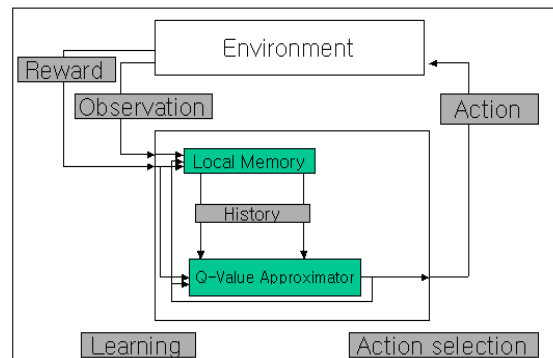 Environment
Reward
Observation
Action
Local Memory
History
Q-Value Approximator
Learning
Action selection